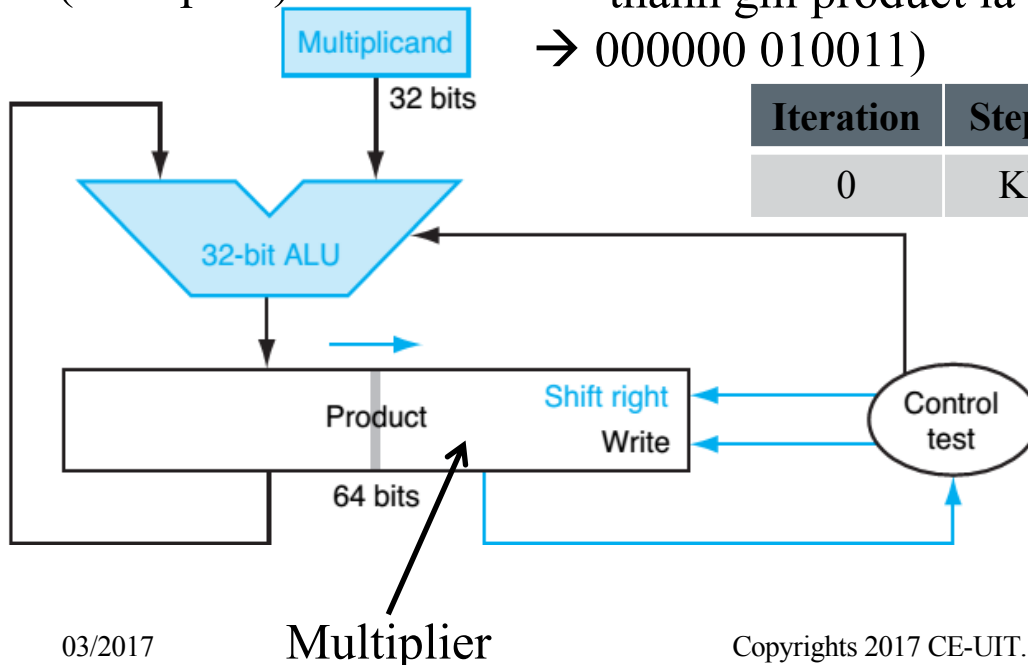 Multiplicand
→ 000000 010011)
32 bits
Iteration
0
32-bit ALU
Product
Shift right
Write
Control
test
64 bits
03/2017
Multiplier
Copyrights 2017 CE-UIT.